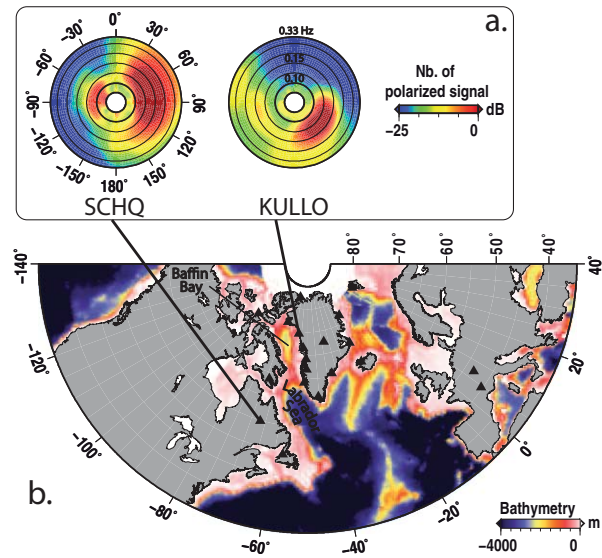 a.
0°
30°
60°
90°
120°
150°
180°
−150°
−120°
−90°
−60°
−30°
0.33 Hz
0.15
0.10
Nb. of
polarized signal
dB
−25
0
SCHQ
KULLO
−140°
80°
70°
60°
50°
40°
40°
20°
0°
−20°
−40°
−60°
−80°
−100°
−120°
Baffin
Bay
Labrador
Sea
b.
Bathymetry
m
−4000
0